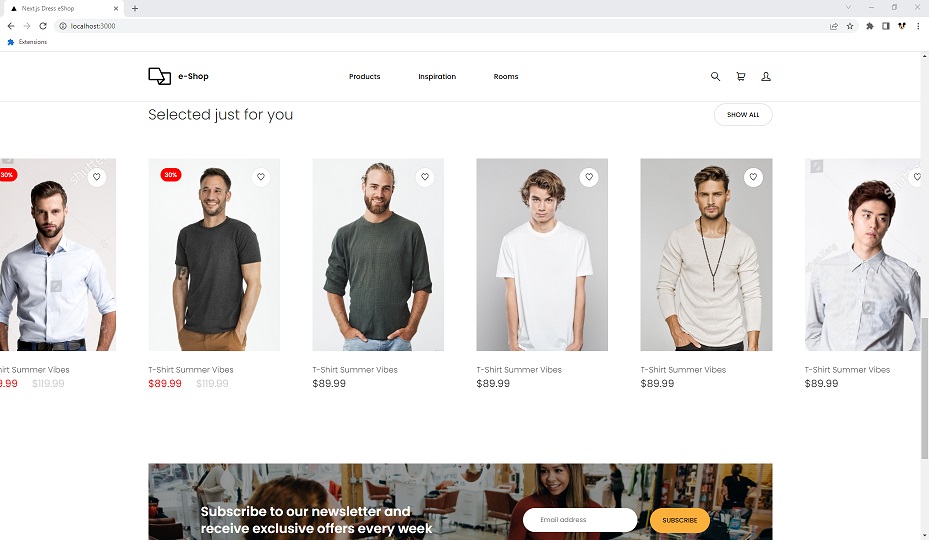 Next.js Dress eShop
localhost:3000
Extensions
e-Shop
Products
Inspiration
Rooms
Selected just for you
SHOW ALL
30%
30%
T-Shirt Summer Vibes
$119.99
T-Shirt Summer Vibes
$89.99 $119.99
T-Shirt Summer Vibes
$89.99
T-Shirt Summer Vibes
$89.99
T-Shirt Summer Vibes
$89.99
T-Shirt Summer Vibes
$89.99
Subscribe to our newsletter and
receive exclusive offers every week
Email address
SUBSCRIBE